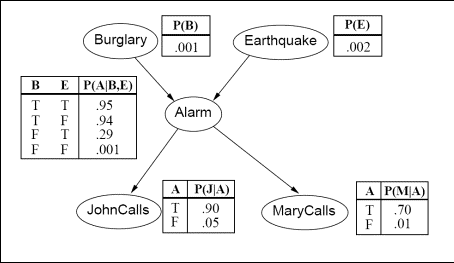 P(B)
Burglary
.001
P(E)
Earthquake
.002
B E P(A|B,E)
T T .95
T F .94
F T .29
F F .001
Alarm
JohnCalls
A P(J|A)
T .90
F .05
MaryCalls
A P(M|A)
T .70
F .01